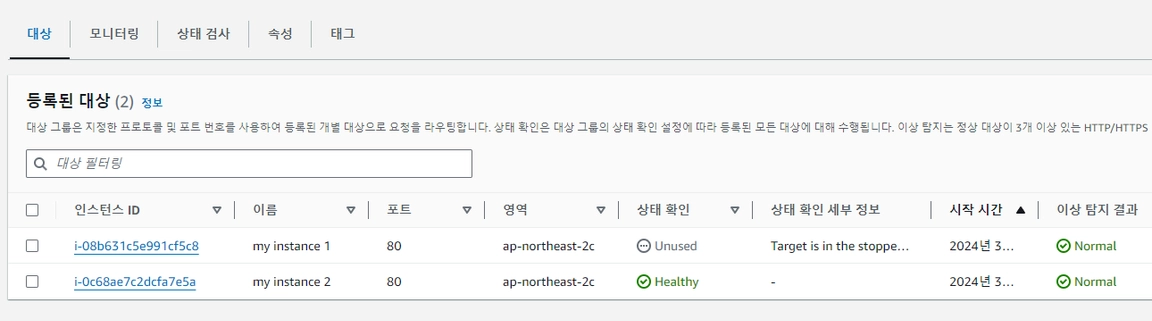 대상 모니터링 상태 검사 속성 태그
등록된 대상 (2) 정보
대상 그룹은 지정한 프로토콜 및 포트 번호를 사용하여 등록된 개별 대상으로 요청을 라우팅합니다. 상태 확인은 대상 그룹의 상태 확인 설정에 따라 등록된 모든 대상에 대해 수행됩니다. 이상 탐지는 정상 대상이 3개 이상 있는 HTTP/HTTPS
대상 필터링
인스턴스 ID 이름 포트 영역 상태 확인 상태 확인 세부 정보 시작 시간 이상 탐지 결과
i-08b631c5e991cf5c8 my instance 1 80 ap-northeast-2c Unused Target is in the stoppe... 2024년 3... Normal
i-0c68ae7c2dcfa7e5a my instance 2 80 ap-northeast-2c Healthy - 2024년 3... Normal